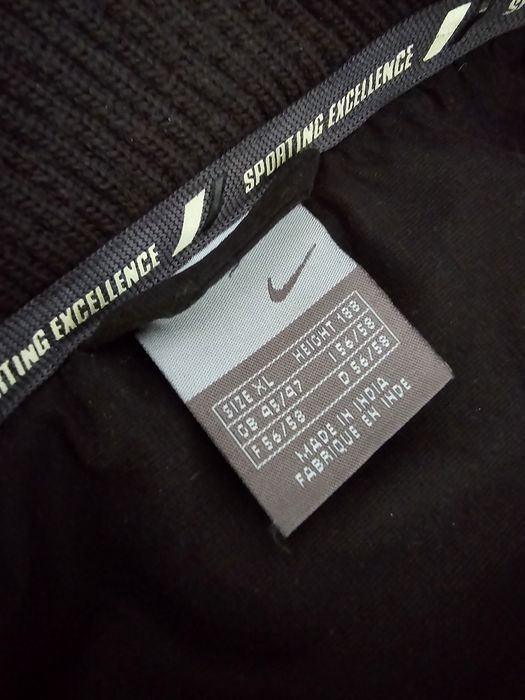 SPORTING EXCELLENCE
TING EXCELLENCE
SIZE XL HEIGHT 188
GB 45/47 I 56/58
F 56/58 D 56/58
MADE IN INDIA
FABRIQUE EN INDE